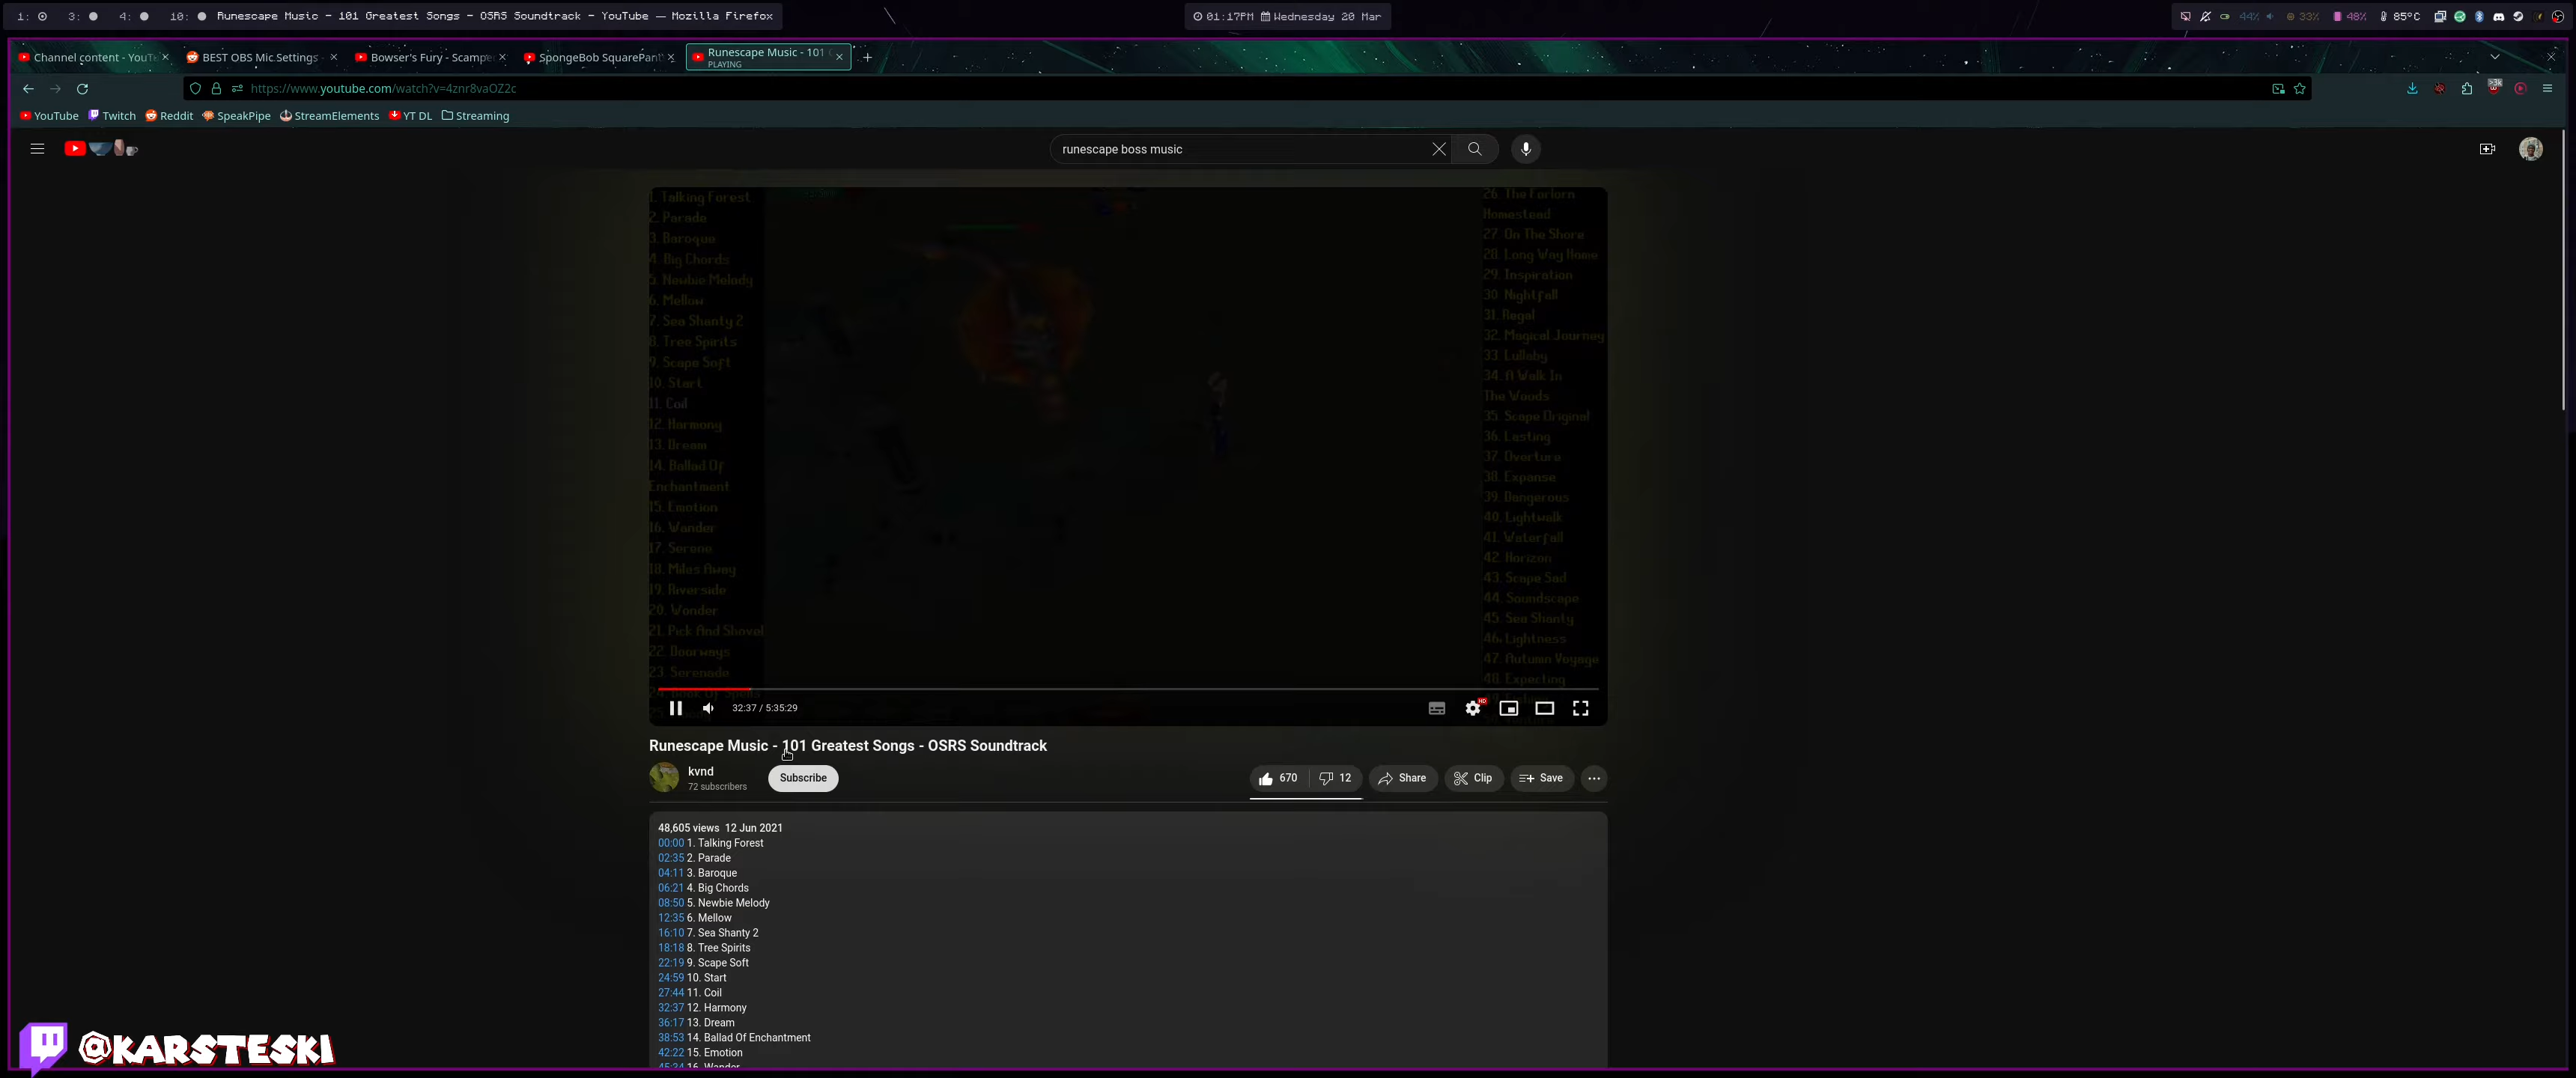 1: 3: 4: 10: Runescape Music - 101 Greatest Songs - OSRS Soundtrack - YouTube — Mozilla Firefox
01:17PM Wednesday 20 Mar
44% 33% 48% 85°C
Channel content - YouT
BEST OBS Mic Settings
Bowser's Fury - Scampe
SpongeBob SquarePant
Runescape Music - 101
PLAYING
https://www.youtube.com/watch?v=4znr8vaOZ2c
YouTube Twitch Reddit SpeakPipe StreamElements YT DL Streaming
runescape boss music
1. Talking Forest
2. Parade
3. Baroque
4. Big Chords
5. Newbie Melody
6. Mellow
7. Sea Shanty 2
8. Tree Spirits
9. Scape Soft
10. Start
11. Coil
12. Harmony
13. Dream
14. Ballad Of
Enchantment
15. Emotion
16. Wander
17. Serene
18. Miles Away
19. Riverside
20. Wonder
21. Pick And Shovel
22. Doorways
23. Serenade
24. Book Of Spells
26. The Forlorn
Homestead
27. On The Shore
28. Long Way Home
29. Inspiration
30 Nightfall
31. Regal
32. Magical Journey
33 Lullaby
34. A Walk In
The Woods
35. Scape Original
36. Lasting
37. Overture
38. Expanse
39. Dangerous
40. Lightwalk
41. Waterfall
42. Horizon
43. Scape Sad
44. Soundscape
45. Sea Shanty
46. Lightness
47. Autumn Voyage
48. Expecting
32:37 / 5:35:29
HD
Runescape Music - 101 Greatest Songs - OSRS Soundtrack
kvnd
72 subscribers
Subscribe
670 12 Share Clip Save
48,605 views 12 Jun 2021
00:00 1. Talking Forest
02:35 2. Parade
04:11 3. Baroque
06:21 4. Big Chords
08:50 5. Newbie Melody
12:35 6. Mellow
16:10 7. Sea Shanty 2
18:18 8. Tree Spirits
22:19 9. Scape Soft
24:59 10. Start
27:44 11. Coil
32:37 12. Harmony
36:17 13. Dream
38:53 14. Ballad Of Enchantment
42:22 15. Emotion
45:34 16. Wander
@KARSTESKI